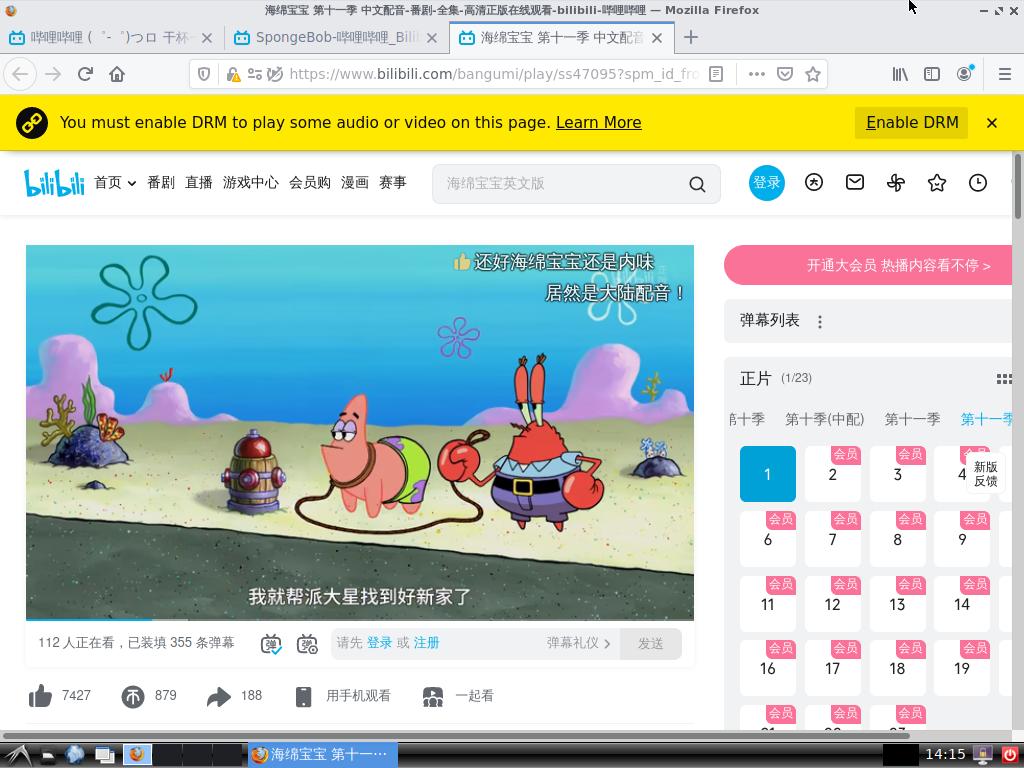 海绵宝宝 第十一季 中文配音-番剧-全集-高清正版在线观看-bilibili-哔哩哔哩 — Mozilla Firefox
哔哩哔哩 ( ゜- ゜)つロ 干杯~
SpongeBob-哔哩哔哩_Bili
海绵宝宝 第十一季 中文配音
https://www.bilibili.com/bangumi/play/ss47095?spm_id_fro
You must enable DRM to play some audio or video on this page. Learn More
Enable DRM
bilibili 首页 番剧 直播 游戏中心 会员购 漫画 赛事
海绵宝宝英文版
登录
还好海绵宝宝还是内味
居然是大陆配音！
我就帮派大星找到好新家了
112 人正在看，已装填 355 条弹幕
弹
弹
请先 登录 或 注册
弹幕礼仪 >
发送
7427 879 188 用手机观看 一起看
开通大会员 热播内容看不停 >
弹幕列表
正片 (1/23)
第十季 第十季(中配) 第十一季 第十一季
1 2 会员 3 会员 4 会员
新版
反馈
6 会员 7 会员 8 会员 9 会员
11 会员 12 会员 13 会员 14 会员
16 会员 17 会员 18 会员 19 会员
21 会员 22 会员 23 会员
海绵宝宝 第十一…
14:15